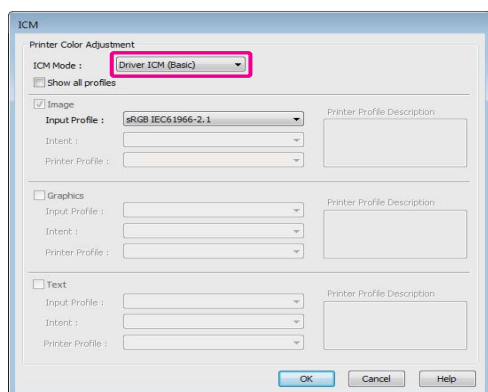 ICM
Printer Color Adjustment
ICM Mode : Driver ICM (Basic)
Show all profiles
Image
Input Profile : sRGB IEC61966-2.1
Intent :
Printer Profile :
Printer Profile Description
Graphics
Input Profile :
Intent :
Printer Profile :
Printer Profile Description
Text
Input Profile :
Intent :
Printer Profile :
Printer Profile Description
OK Cancel Help